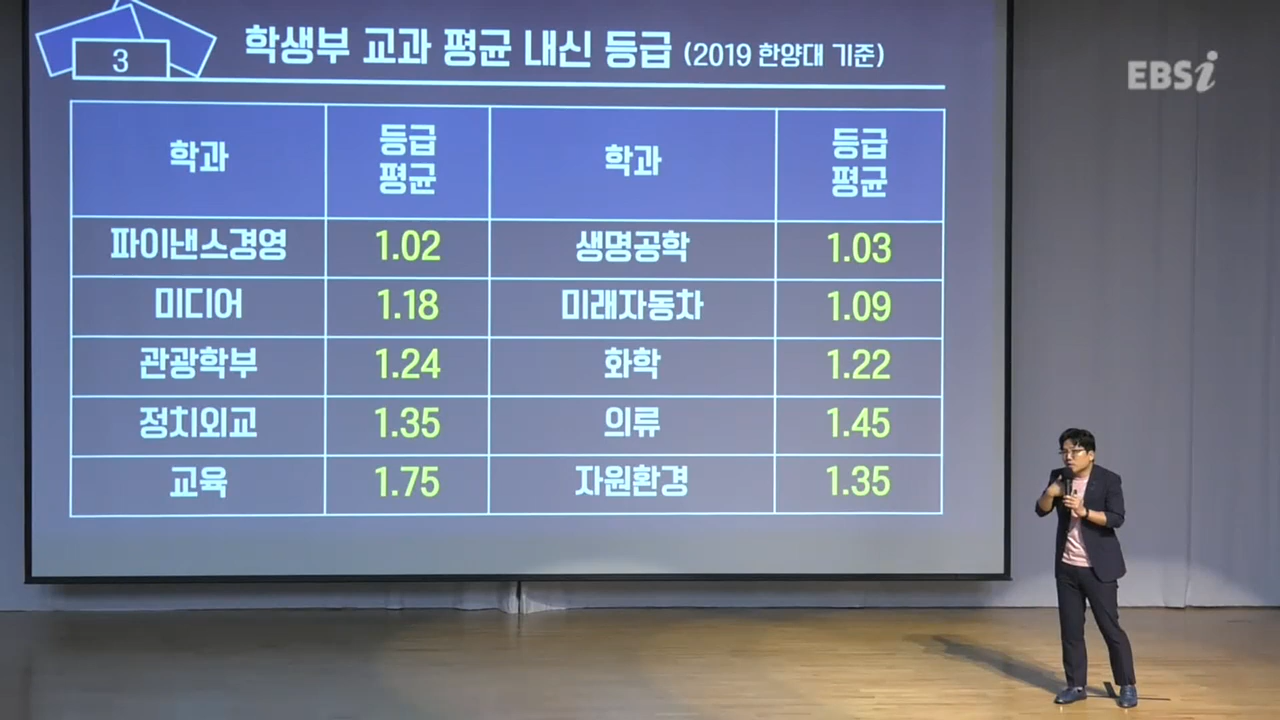 3
학생부 교과 평균 내신 등급 (2019 한양대 기준)
EBSi
학과 등급 평균 학과 등급 평균
파이낸스경영 1.02 생명공학 1.03
미디어 1.18 미래자동차 1.09
관광학부 1.24 화학 1.22
정치외교 1.35 의류 1.45
교육 1.75 자원환경 1.35